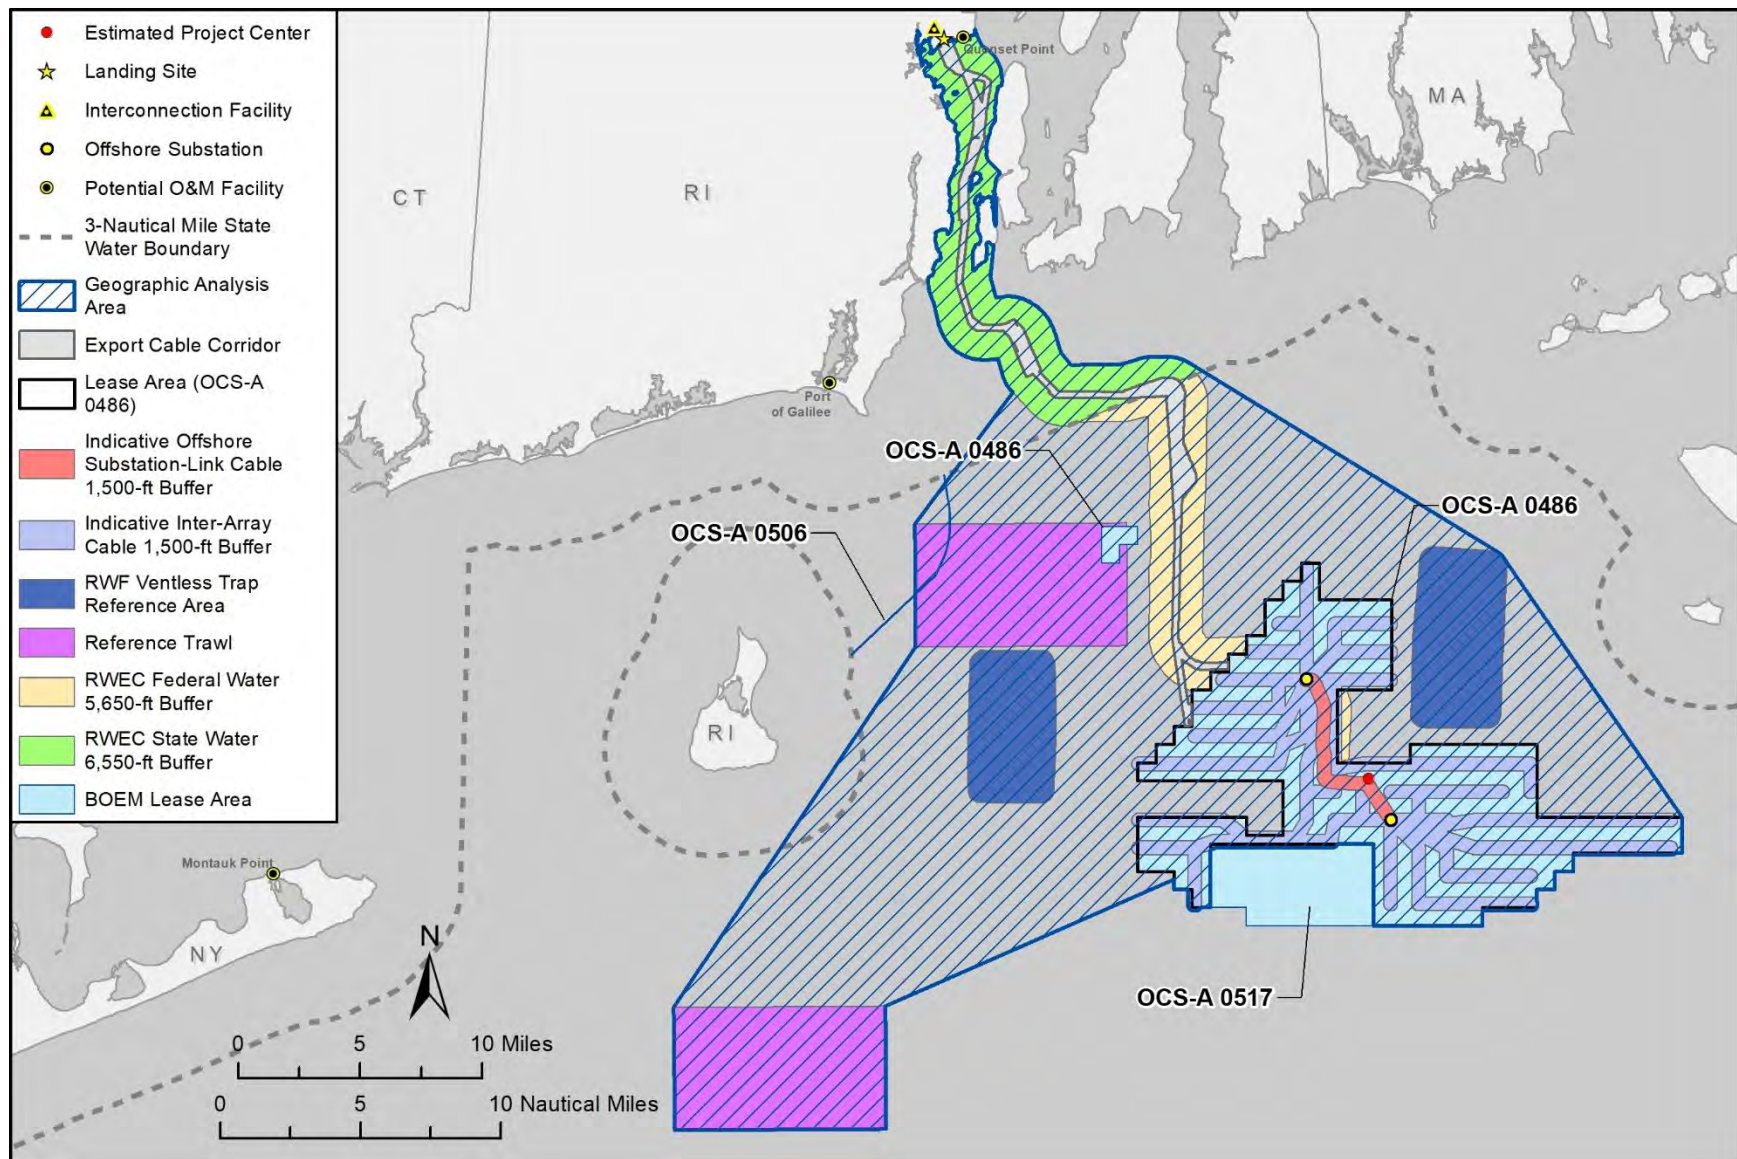 Estimated Project Center
Landing Site
Interconnection Facility
Offshore Substation
Potential O&M Facility
3-Nautical Mile State
Water Boundary
Geographic Analysis
Area
Export Cable Corridor
Lease Area (OCS-A
0486)
Indicative Offshore
Substation-Link Cable
1,500-ft Buffer
Indicative Inter-Array
Cable 1,500-ft Buffer
RWF Ventless Trap
Reference Area
Reference Trawl
RWEC Federal Water
5,650-ft Buffer
RWEC State Water
6,550-ft Buffer
BOEM Lease Area
Quonset Point
MA
CT
RI
Port
of Galilee
OCS-A 0486
OCS-A 0486
OCS-A 0506
RI
Montauk Point
NY
N
OCS-A 0517
0 5 10 Miles
0 5 10 Nautical Miles